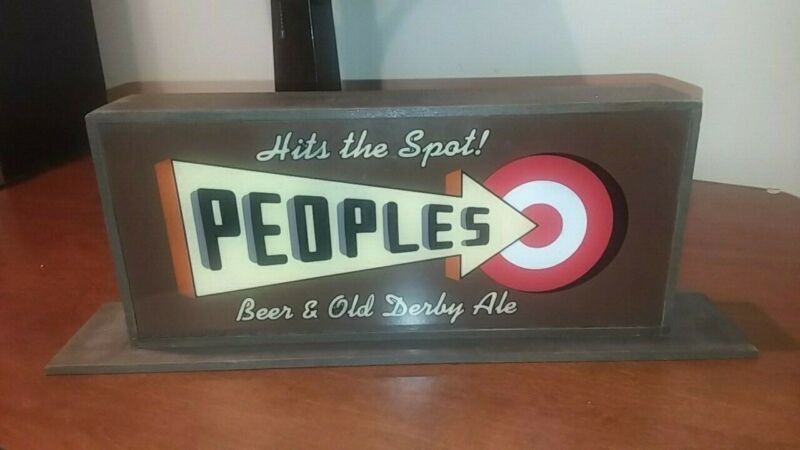 Hits the Spot!
PEOPLES
Beer & Old Derby Ale